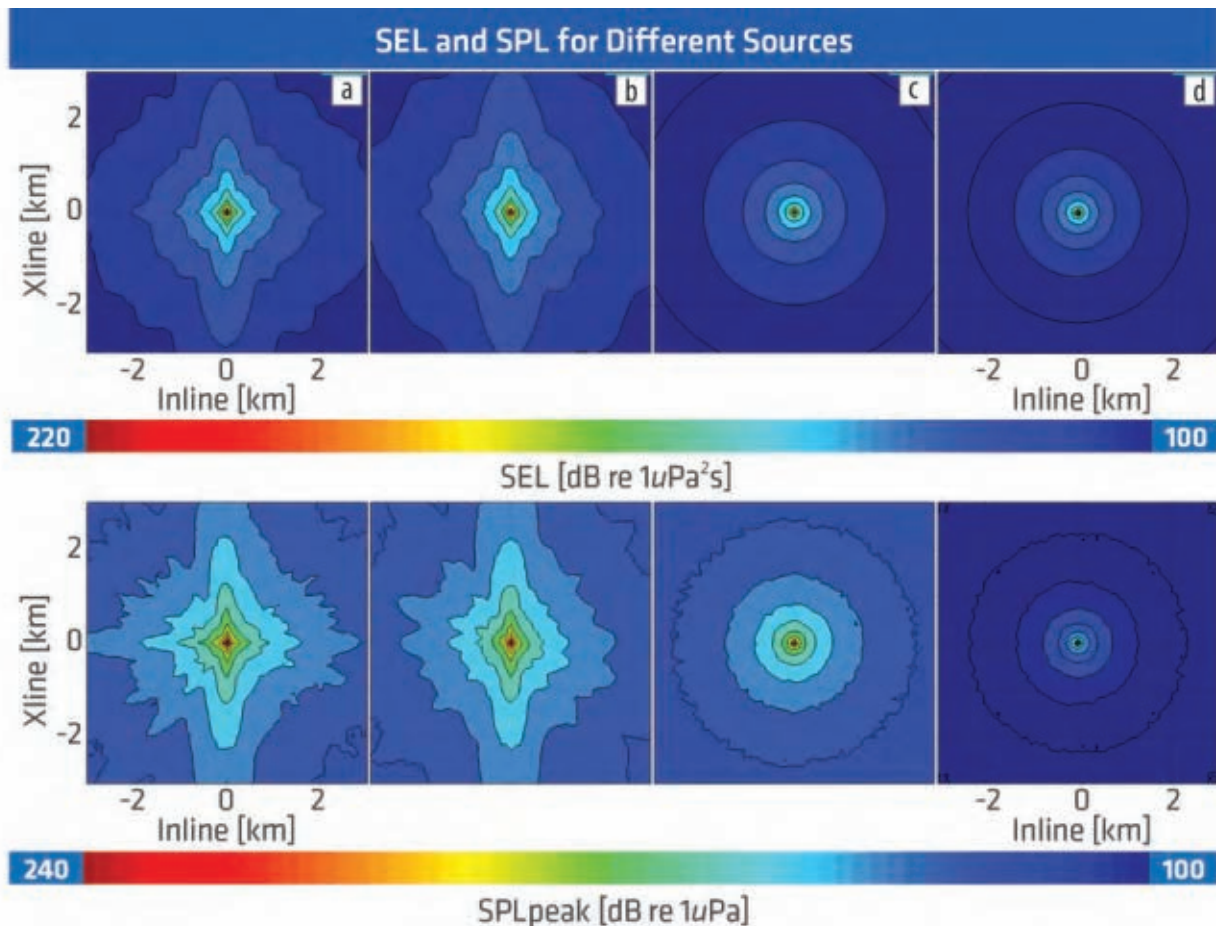 SEL and SPL for Different Sources
a b c d
2
0
-2
Xline [km]
-2 0 2 -2 0 2
Inline [km] Inline [km]
220 100
SEL [dB re 1uPa²s]
2
0
-2
Xline [km]
-2 0 2 -2 0 2
Inline [km] Inline [km]
240 100
SPLpeak [dB re 1uPa]